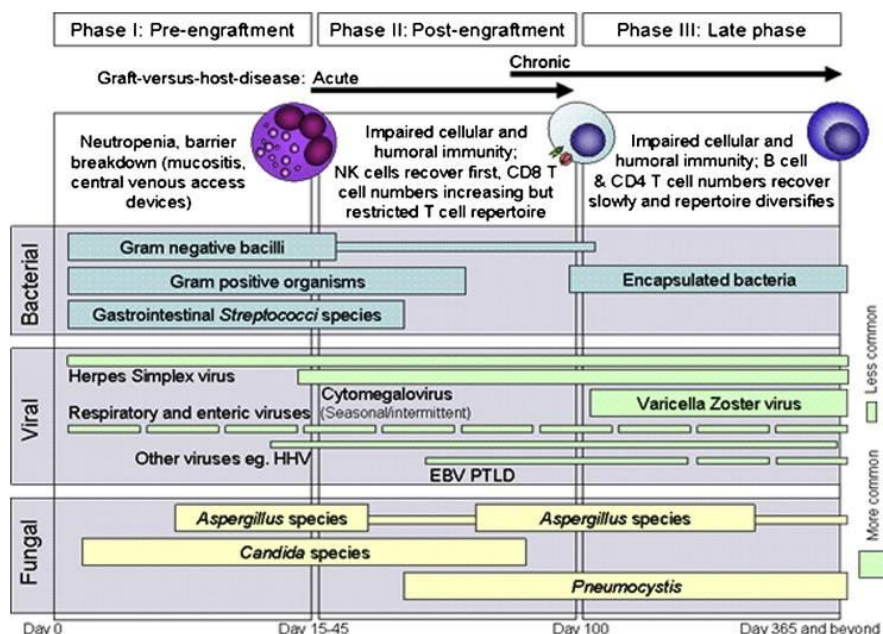 Phase I: Pre-engraftment
Phase II: Post-engraftment
Phase III: Late phase
Graft-versus-host-disease:
Acute
Chronic
Neutropenia, barrier
breakdown (mucositis,
central venous access
devices)
Impaired cellular and
humoral immunity;
NK cells recover first, CD8 T
cell numbers increasing but
restricted T cell repertoire
Impaired cellular and
humoral immunity; B cell
& CD4 T cell numbers recover
slowly and repertoire diversifies
Bacterial
Gram negative bacilli
Gram positive organisms
Encapsulated bacteria
Gastrointestinal Streptococci species
Viral
Herpes Simplex virus
Cytomegalovirus
(Seasonal/intermittent)
Varicella Zoster virus
Respiratory and enteric viruses
Other viruses eg. HHV
EBV PTLD
Fungal
Aspergillus species
Aspergillus species
Candida species
Pneumocystis
Less common
More common
Day 0
Day 15-45
Day 100
Day 365 and beyond